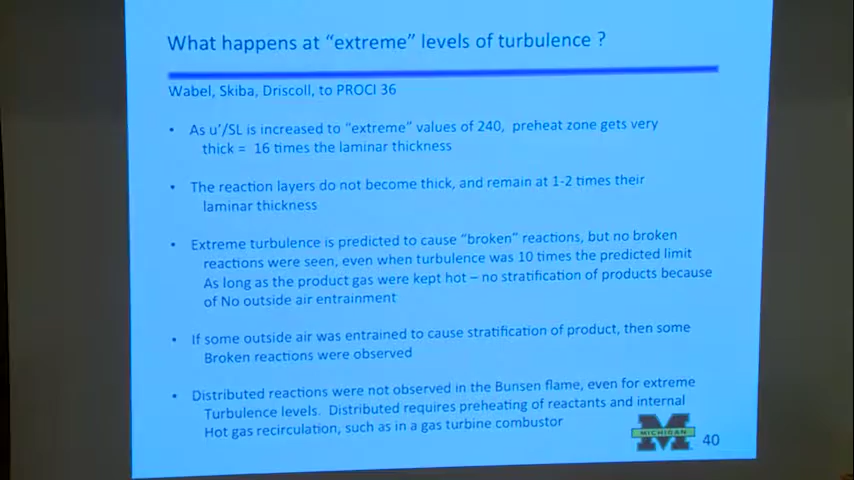 What happens at “extreme” levels of turbulence ?
Wabel, Skiba, Driscoll, to PROCI 36
• As u’/SL is increased to “extreme” values of 240, preheat zone gets very
thick = 16 times the laminar thickness
• The reaction layers do not become thick, and remain at 1-2 times their
laminar thickness
• Extreme turbulence is predicted to cause “broken” reactions, but no broken
reactions were seen, even when turbulence was 10 times the predicted limit
As long as the product gas were kept hot – no stratification of products because
of No outside air entrainment
• If some outside air was entrained to cause stratification of product, then some
Broken reactions were observed
• Distributed reactions were not observed in the Bunsen flame, even for extreme
Turbulence levels. Distributed requires preheating of reactants and internal
Hot gas recirculation, such as in a gas turbine combustor
MICHIGAN
40